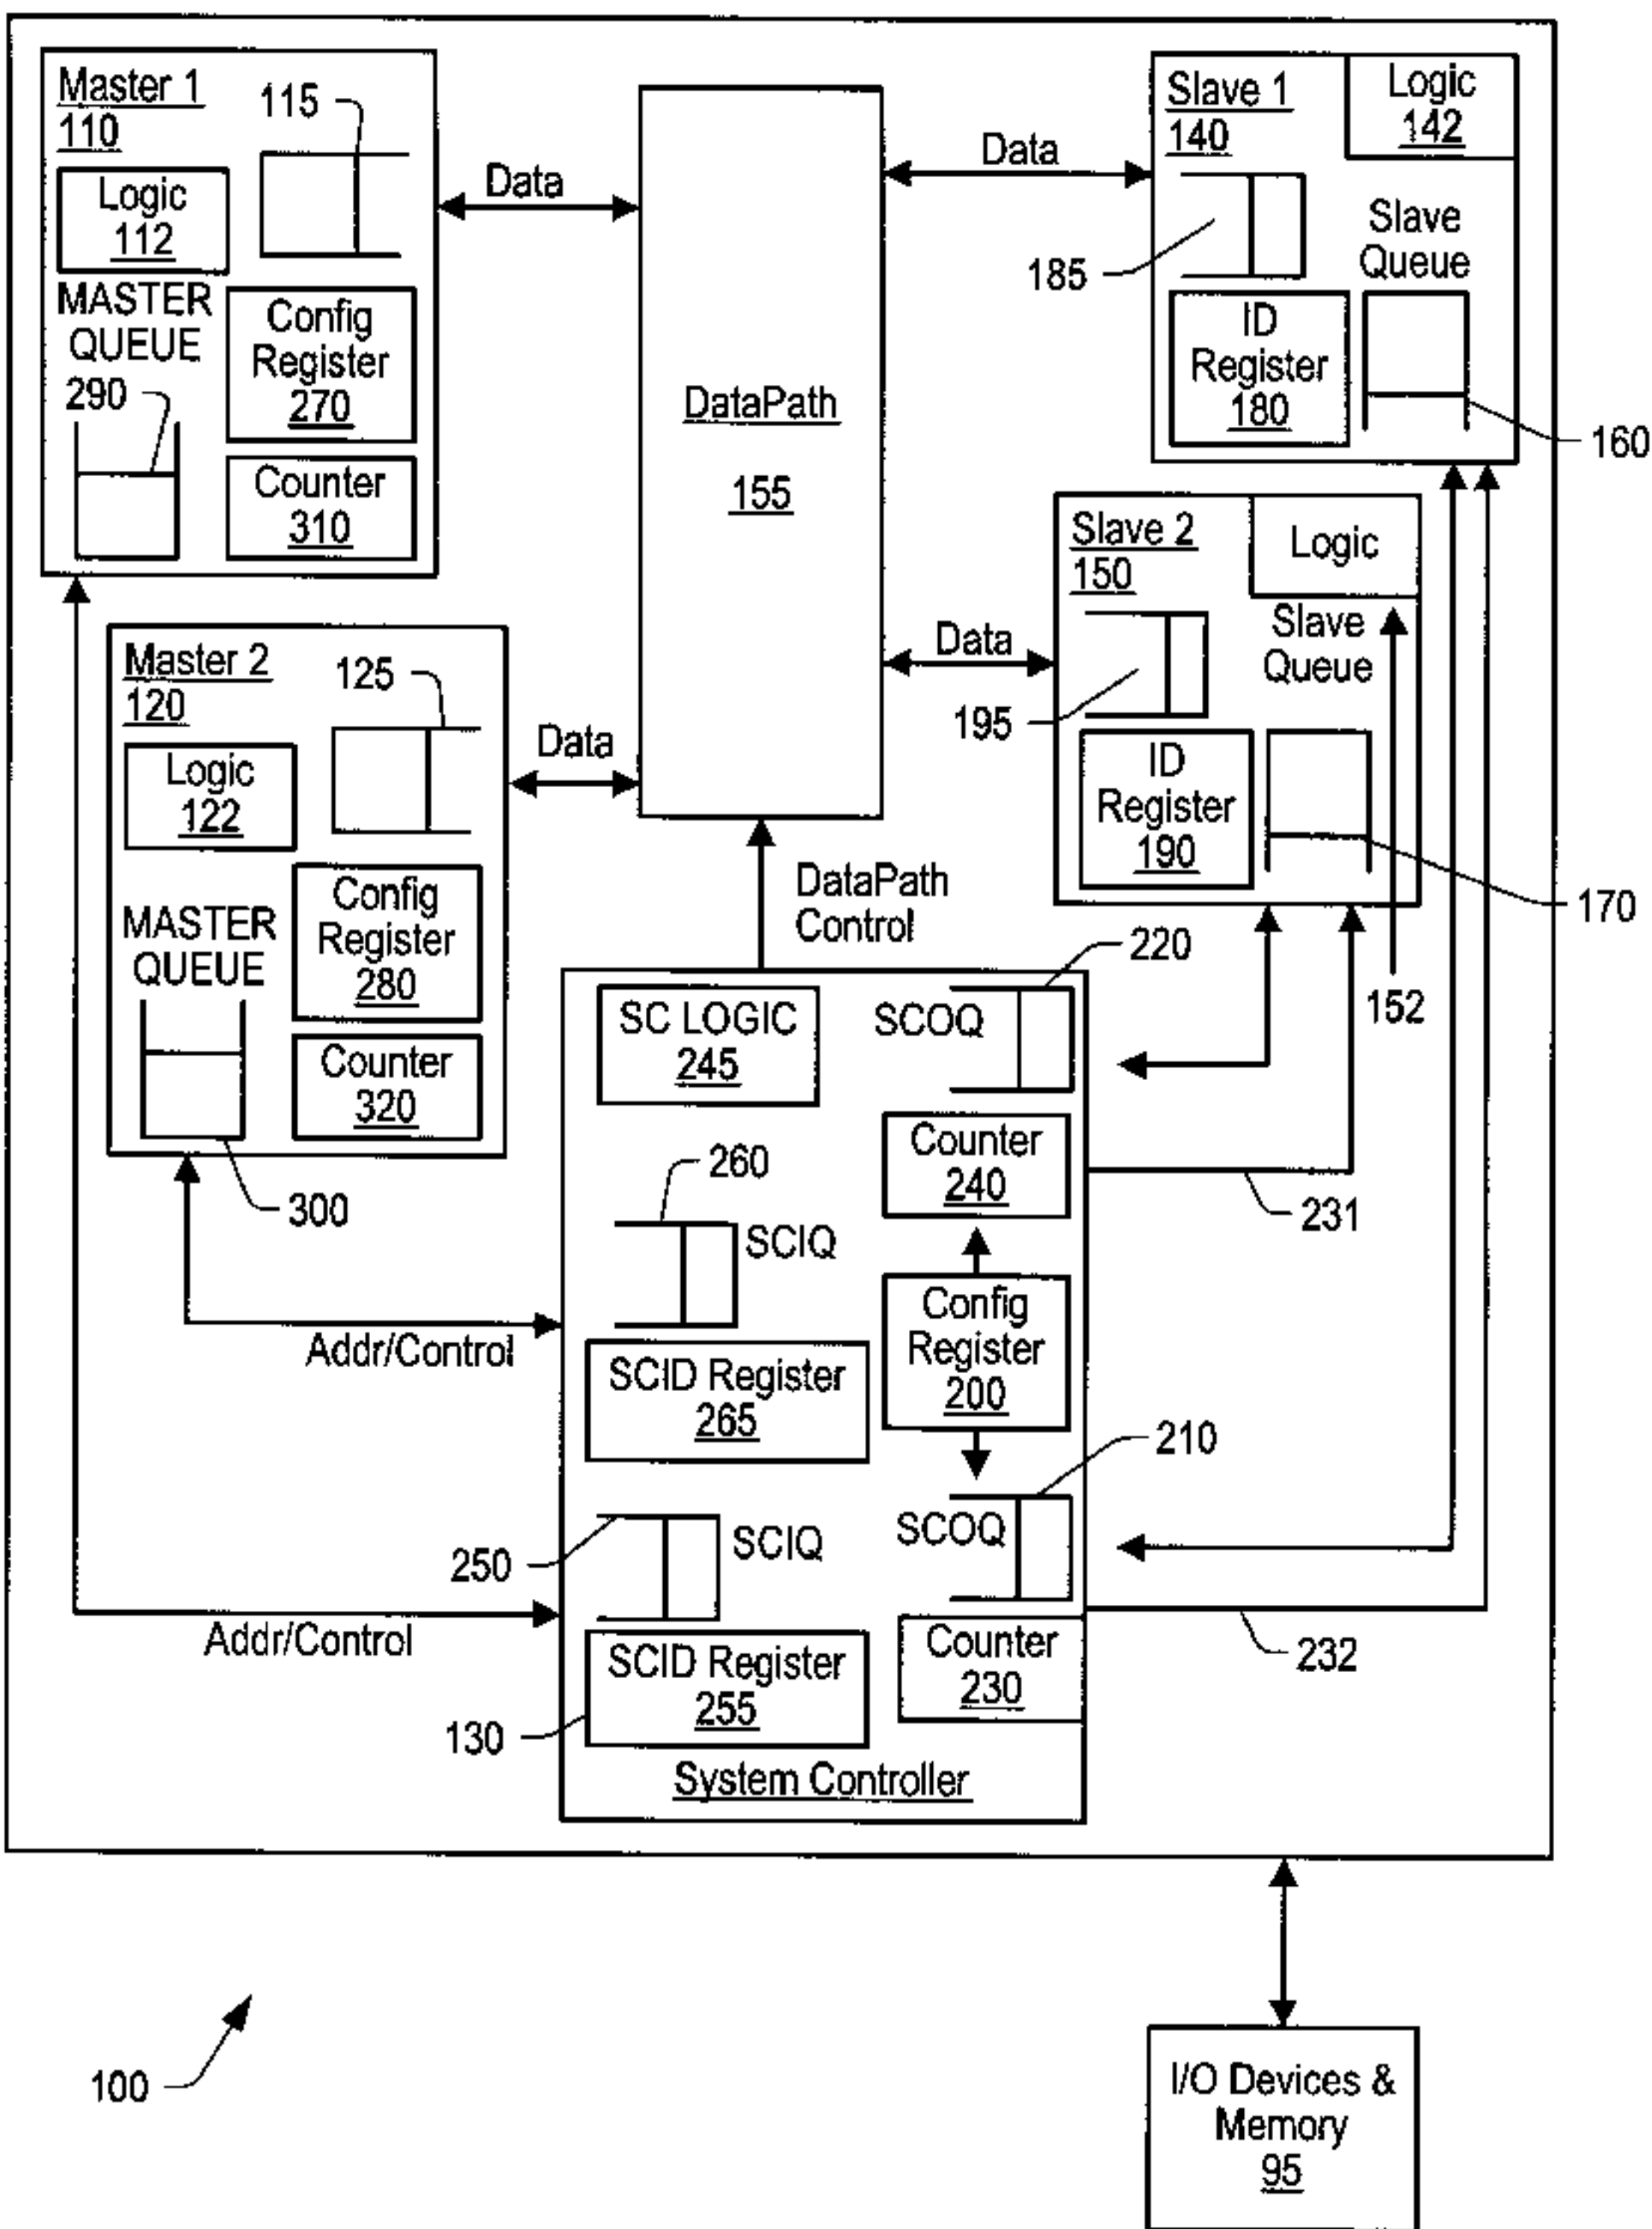 Master 1
110
115
Logic
112
MASTER
QUEUE
290
Config
Register
270
Counter
310
Data
DataPath
155
Data
Slave 1
140
Logic
142
185
Slave
Queue
ID
Register
180
160
Master 2
120
125
Logic
122
MASTER
QUEUE
Config
Register
280
Counter
320
300
Data
Data
Slave 2
150
Logic
195
Slave
Queue
ID
Register
190
170
152
DataPath
Control
220
SC LOGIC
245
SCOQ
Counter
240
231
260
SCIQ
Config
Register
200
Addr/Control
SCID Register
265
210
SCOQ
250
SCIQ
Addr/Control
SCID Register
255
Counter
230
232
130
System Controller
100
I/O Devices &
Memory
95